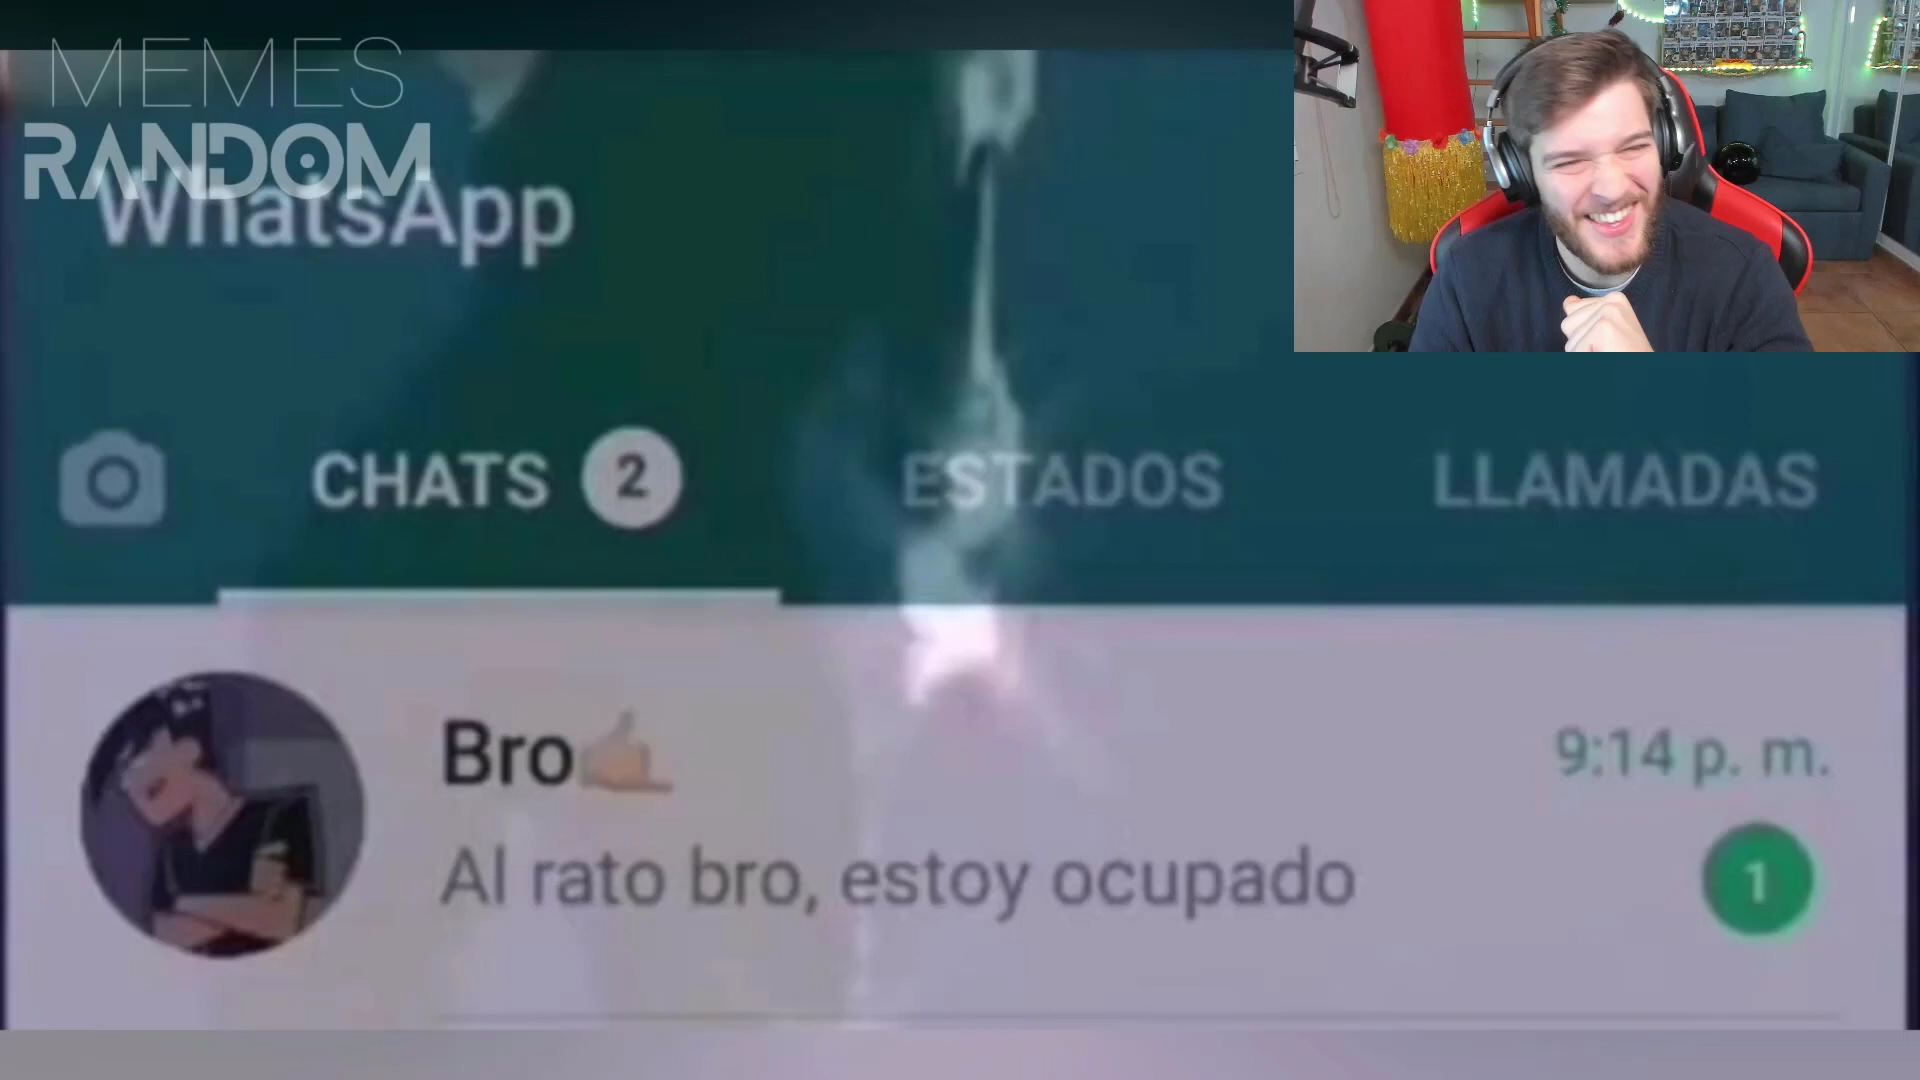 MEMES
RANDOM
WhatsApp
CHATS 2 ESTADOS LLAMADAS
Bro🤙 9:14 p. m.
Al rato bro, estoy ocupado 1